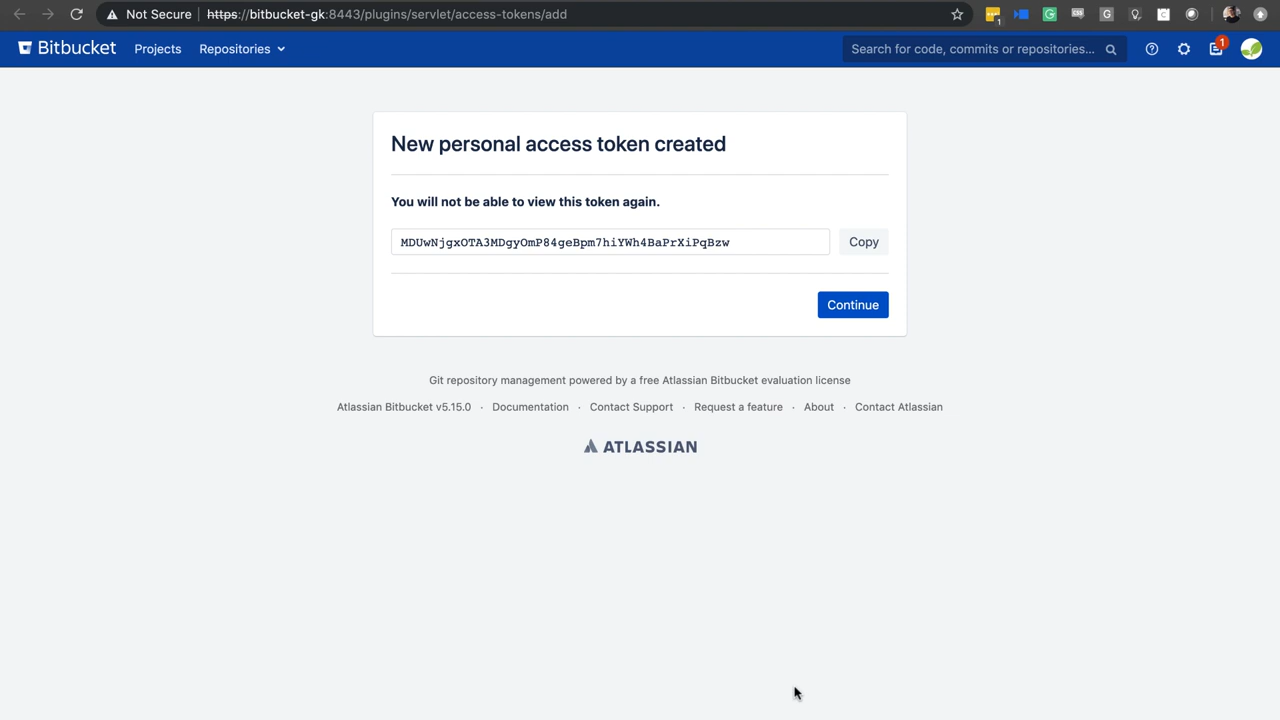 Not Secure https://bitbucket-gk:8443/plugins/servlet/access-tokens/add
Bitbucket Projects Repositories Search for code, commits or repositories... 1
New personal access token created
You will not be able to view this token again.
MDUwNjgxOTA3MDgyOmP84geBpm7hiYWh4BaPrXiPqBzw Copy
Continue
Git repository management powered by a free Atlassian Bitbucket evaluation license
Atlassian Bitbucket v5.15.0 · Documentation · Contact Support · Request a feature · About · Contact Atlassian
ATLASSIAN